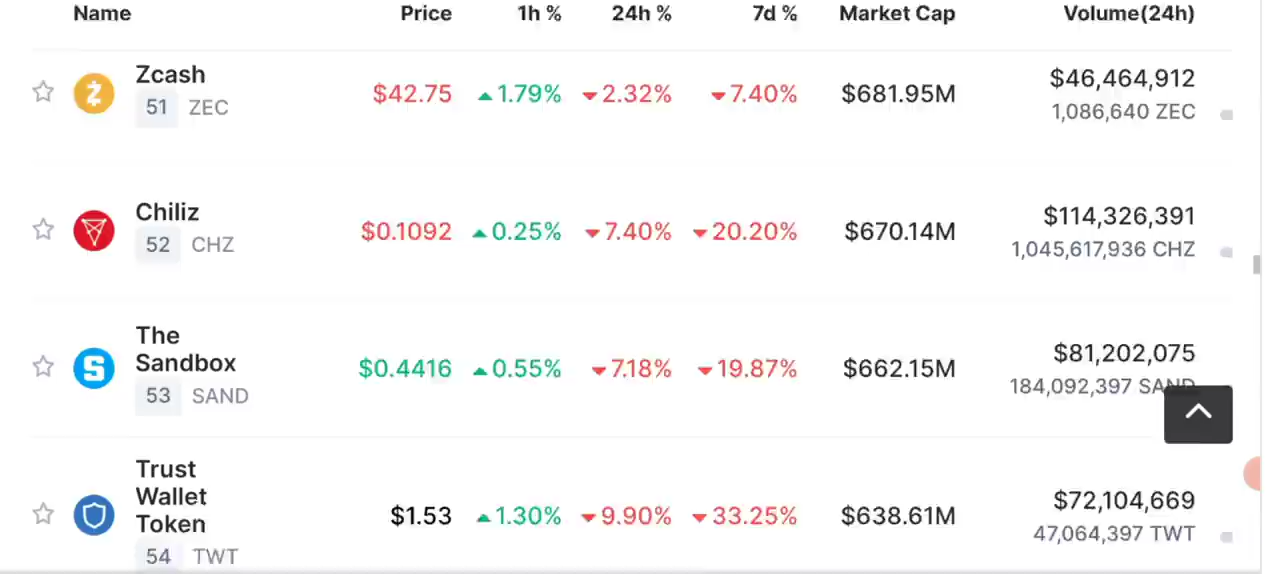 Name Price 1h % 24h % 7d % Market Cap Volume(24h)
Zcash
51 ZEC
$42.75 1.79% 2.32% 7.40% $681.95M
$46,464,912
1,086,640 ZEC
Chiliz
52 CHZ
$0.1092 0.25% 7.40% 20.20% $670.14M
$114,326,391
1,045,617,936 CHZ
The
Sandbox
53 SAND
$0.4416 0.55% 7.18% 19.87% $662.15M
$81,202,075
184,092,397 SAND
Trust
Wallet
Token
54 TWT
$1.53 1.30% 9.90% 33.25% $638.61M
$72,104,669
47,064,397 TWT